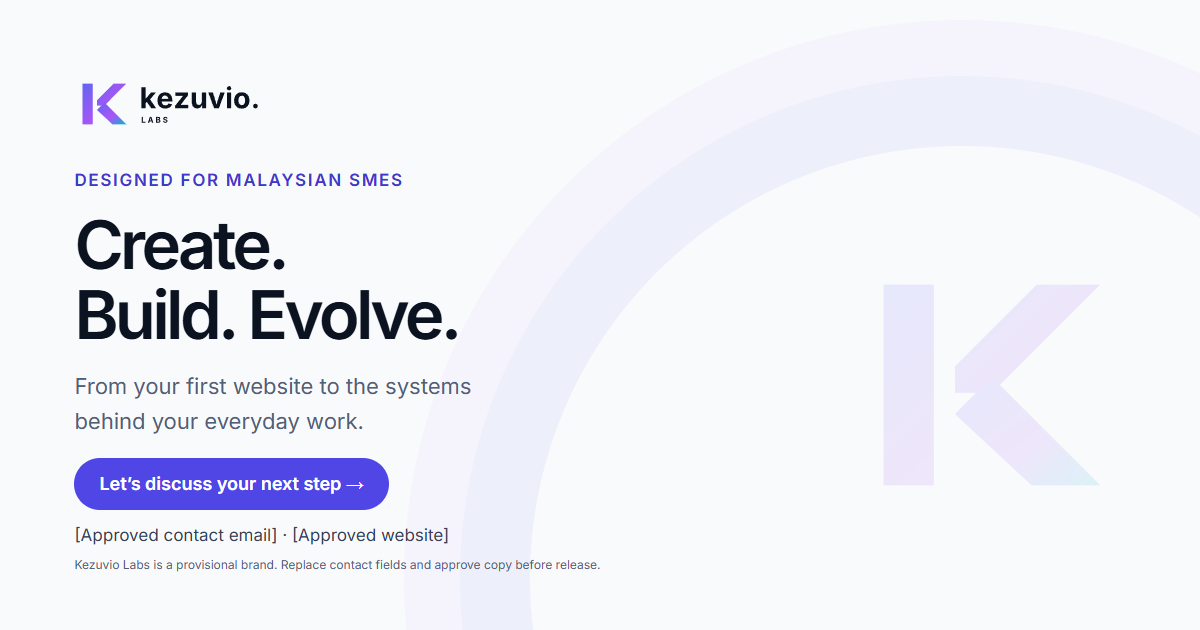 kezuvio.
LABS
DESIGNED FOR MALAYSIAN SMES
Create.
Build. Evolve.
From your first website to the systems
behind your everyday work.
Let’s discuss your next step →
[Approved contact email] · [Approved website]
Kezuvio Labs is a provisional brand. Replace contact fields and approve copy before release.